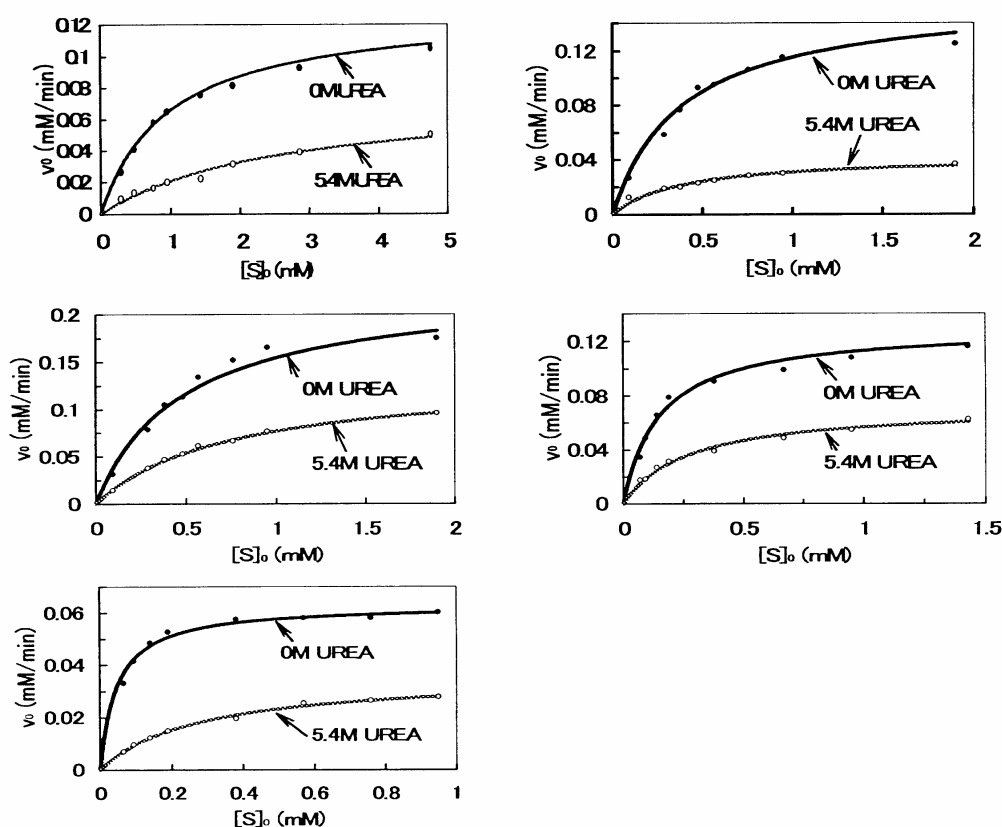 0.12
0.1
0.08
0.06
0.04
0.02
0
v₀ (mM/min)
0M UREA
5.4M UREA
0 1 2 3 4 5
[S]₀ (mM)
0.12
0.08
0.04
0
v₀ (mM/min)
0M UREA
5.4M UREA
0 0.5 1 1.5 2
[S]₀ (mM)
0.2
0.15
0.1
0.05
0
v₀ (mM/min)
0M UREA
5.4M UREA
0 0.5 1 1.5 2
[S]₀ (mM)
0.12
0.08
0.04
0
v₀ (mM/min)
0M UREA
5.4M UREA
0 0.5 1 1.5
[S]₀ (mM)
0.06
0.04
0.02
0
v₀ (mM/min)
0M UREA
5.4M UREA
0 0.2 0.4 0.6 0.8 1
[S]₀ (mM)